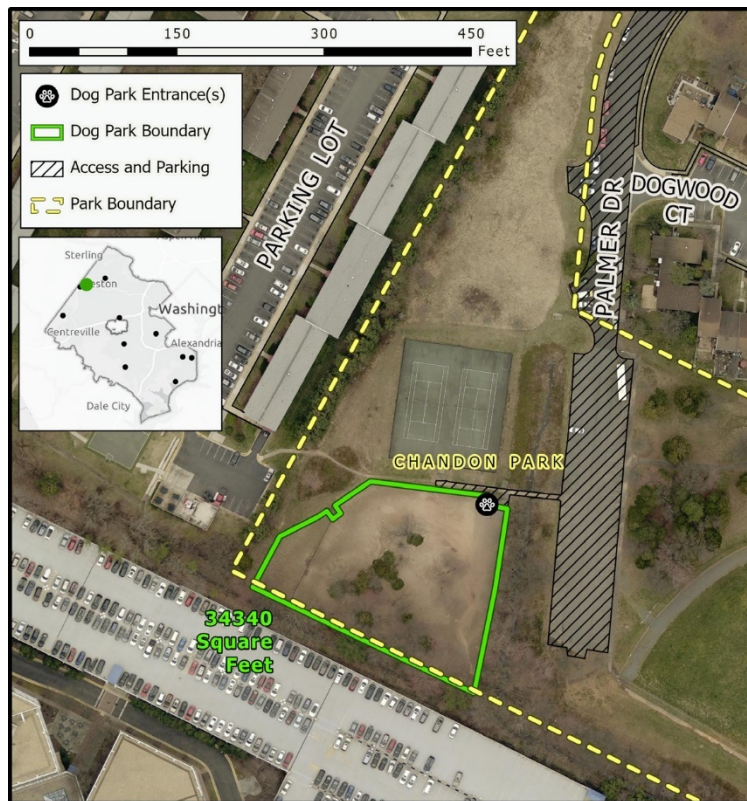 0 150 300 450
Feet
Dog Park Entrance(s)
Dog Park Boundary
Access and Parking
Park Boundary
Sterling
Washingt
Centreville
Alexandria
Dale City
PARKING LOT
PALMER DR
DOGWOOD
CT
CHANDON PARK
34340
Square
Feet